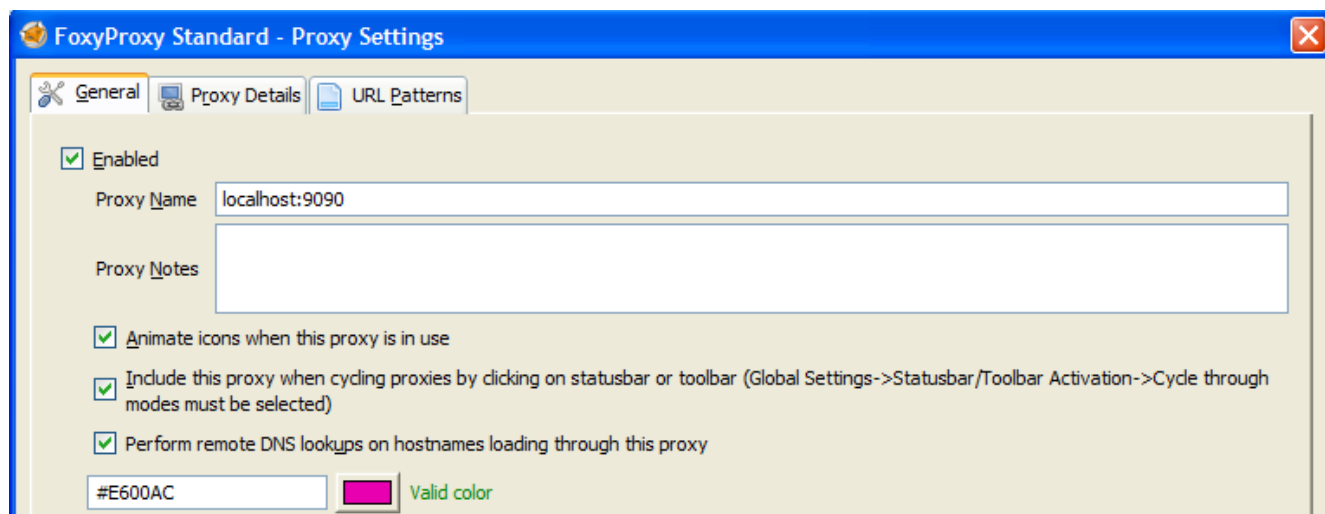 FoxyProxy Standard - Proxy Settings
General Proxy Details URL Patterns
Enabled
Proxy Name localhost:9090
Proxy Notes
Animate icons when this proxy is in use
Include this proxy when cycling proxies by clicking on statusbar or toolbar (Global Settings->Statusbar/Toolbar Activation->Cycle through
modes must be selected)
Perform remote DNS lookups on hostnames loading through this proxy
#E600AC Valid color